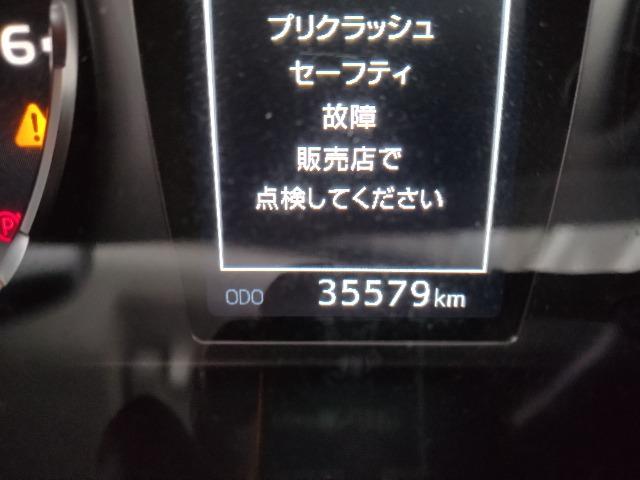 6
プリクラッシュ
セーフティ
故障
販売店で
点検してください
ODO 35579km
P